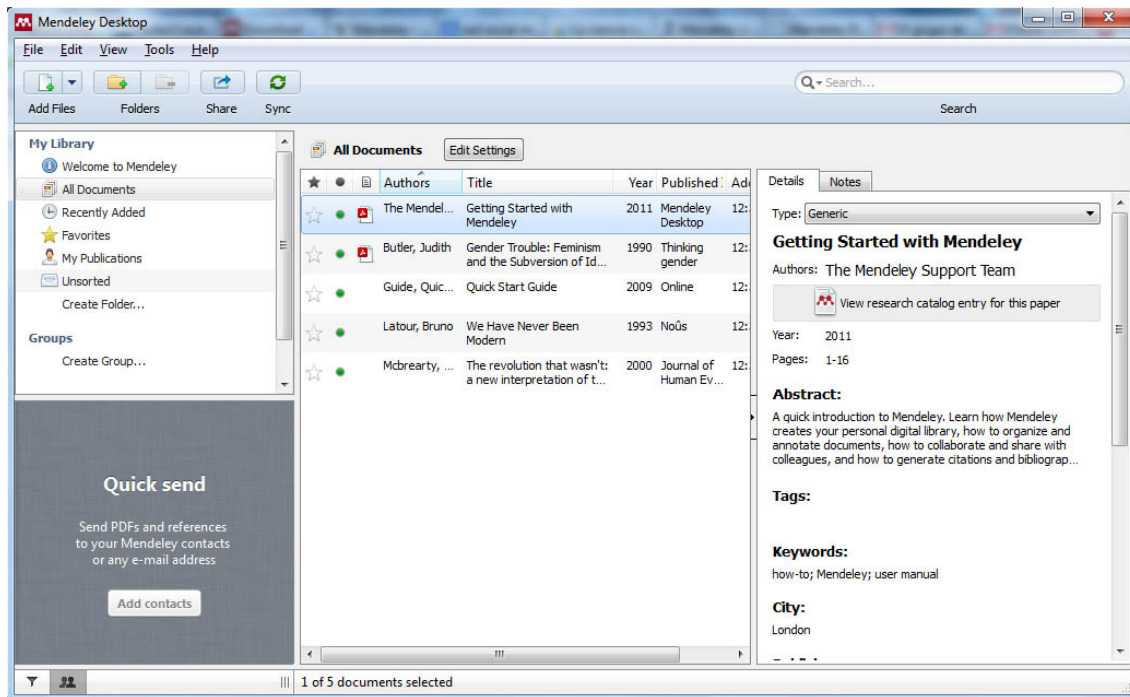 Mendeley Desktop
File Edit View Tools Help
Search...
Add Files Folders Share Sync Search
My Library
Welcome to Mendeley
All Documents
Recently Added
Favorites
My Publications
Unsorted
Create Folder...
Groups
Create Group...
Quick send
Send PDFs and references
to your Mendeley contacts
or any e-mail address
Add contacts
All Documents Edit Settings
Authors Title Year Published Ad
The Mendel... Getting Started with 2011 Mendeley 12:
Mendeley Desktop
Butler, Judith Gender Trouble: Feminism 1990 Thinking 12:
and the Subversion of Id... gender
Guide, Quic... Quick Start Guide 2009 Online 12:
Latour, Bruno We Have Never Been 1993 Noûs 12:
Modern
Mcbrearty, ... The revolution that wasn't: 2000 Journal of 12:
a new interpretation of t... Human Ev...
Details Notes
Type: Generic
Getting Started with Mendeley
Authors: The Mendeley Support Team
View research catalog entry for this paper
Year: 2011
Pages: 1-16
Abstract:
A quick introduction to Mendeley. Learn how Mendeley
creates your personal digital library, how to organize and
annotate documents, how to collaborate and share with
colleagues, and how to generate citations and bibliograp...
Tags:
Keywords:
how-to; Mendeley; user manual
City:
London
1 of 5 documents selected